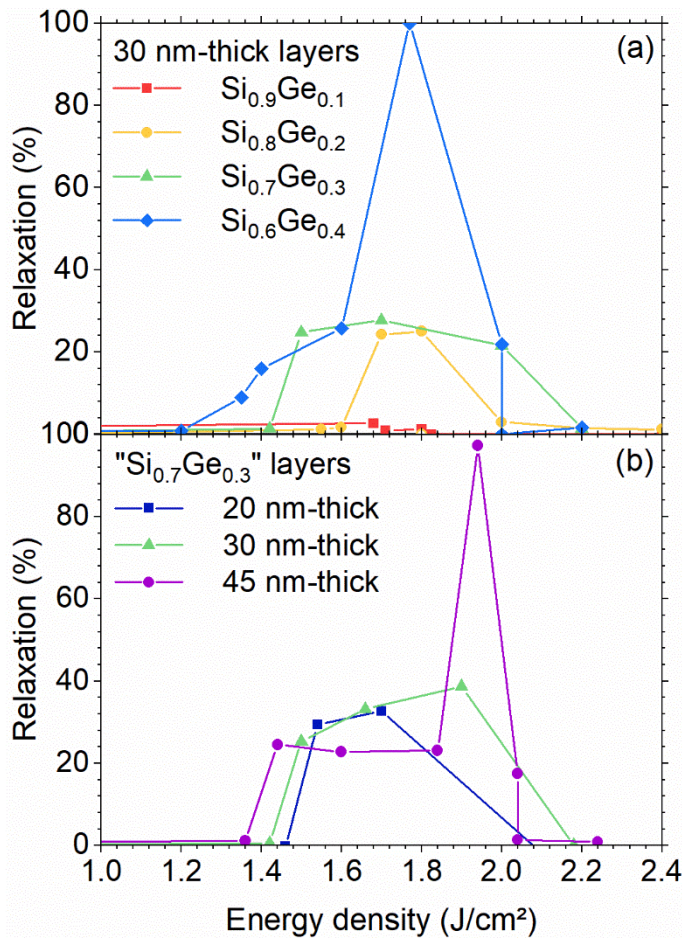 100
30 nm-thick layers
(a)
Si0.9Ge0.1
80
Si0.8Ge0.2
Si0.7Ge0.3
60
Si0.6Ge0.4
40
20
Relaxation (%)
100
"Si0.7Ge0.3" layers
(b)
20 nm-thick
80
30 nm-thick
45 nm-thick
60
40
20
0
Relaxation (%)
1.0 1.2 1.4 1.6 1.8 2.0 2.2 2.4
Energy density (J/cm²)